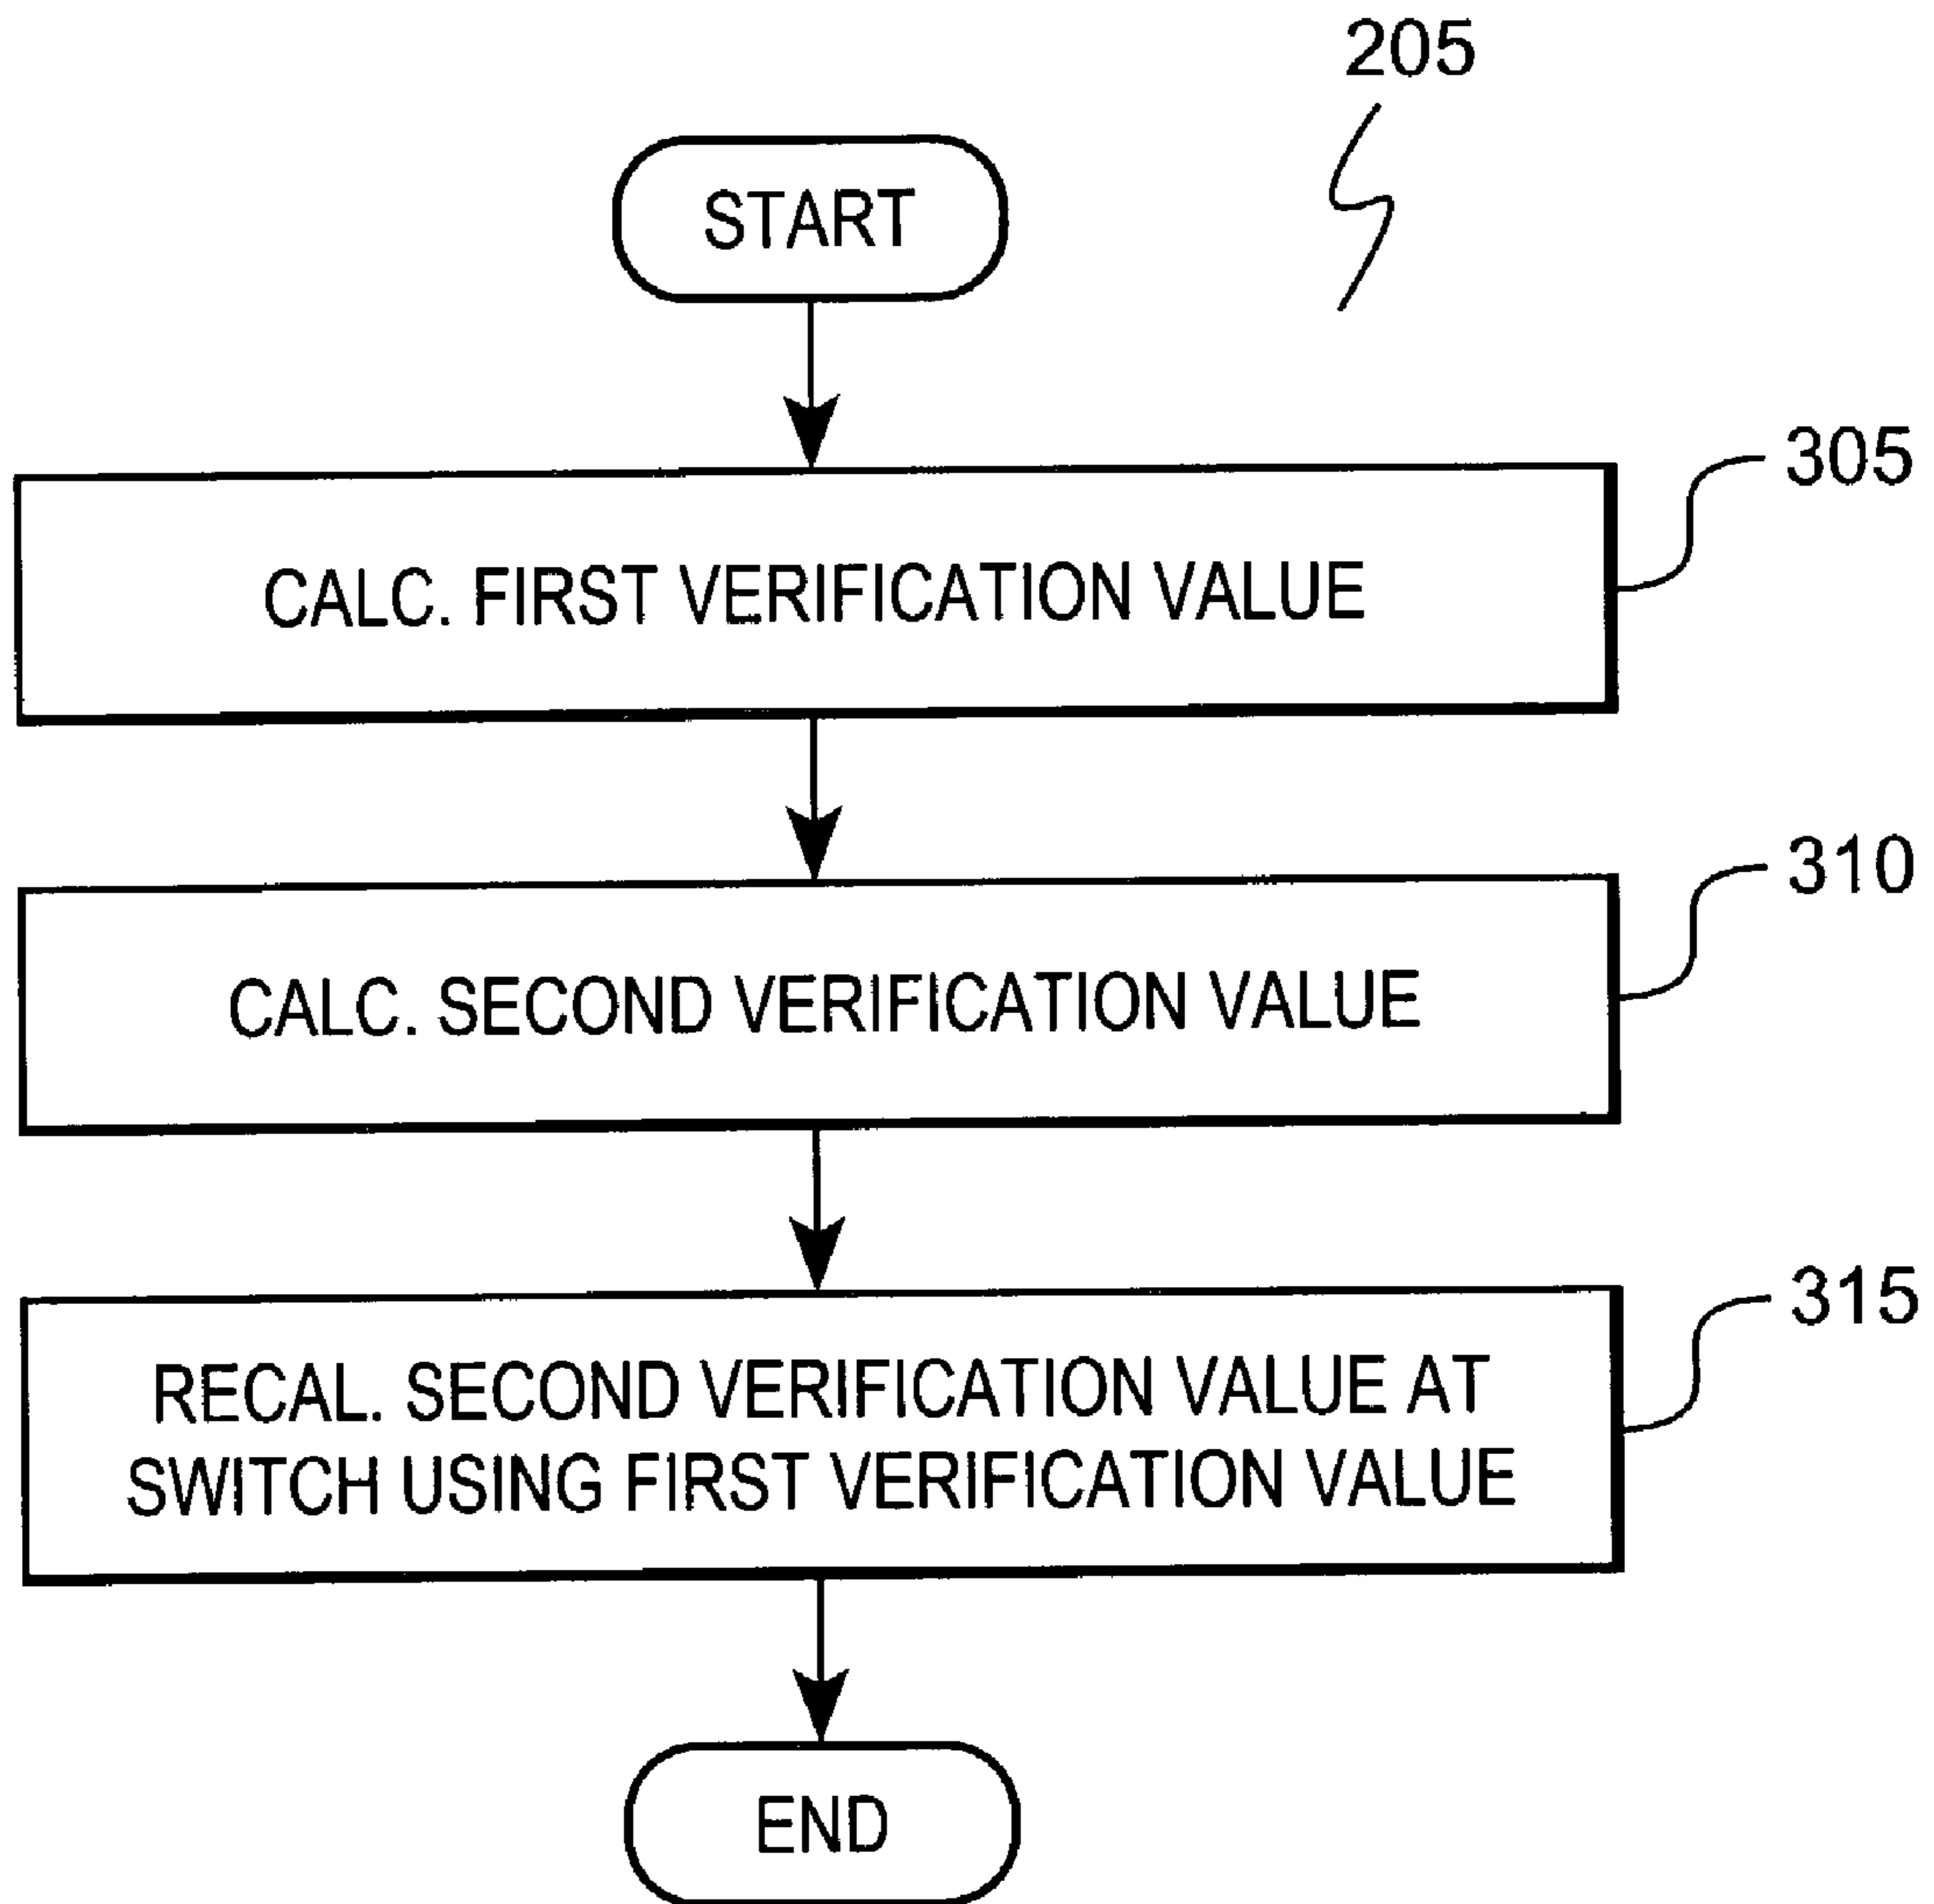 205
START
305
CALC. FIRST VERIFICATION VALUE
310
CALC. SECOND VERIFICATION VALUE
315
RECAL. SECOND VERIFICATION VALUE AT
SWITCH USING FIRST VERIFICATION VALUE
END